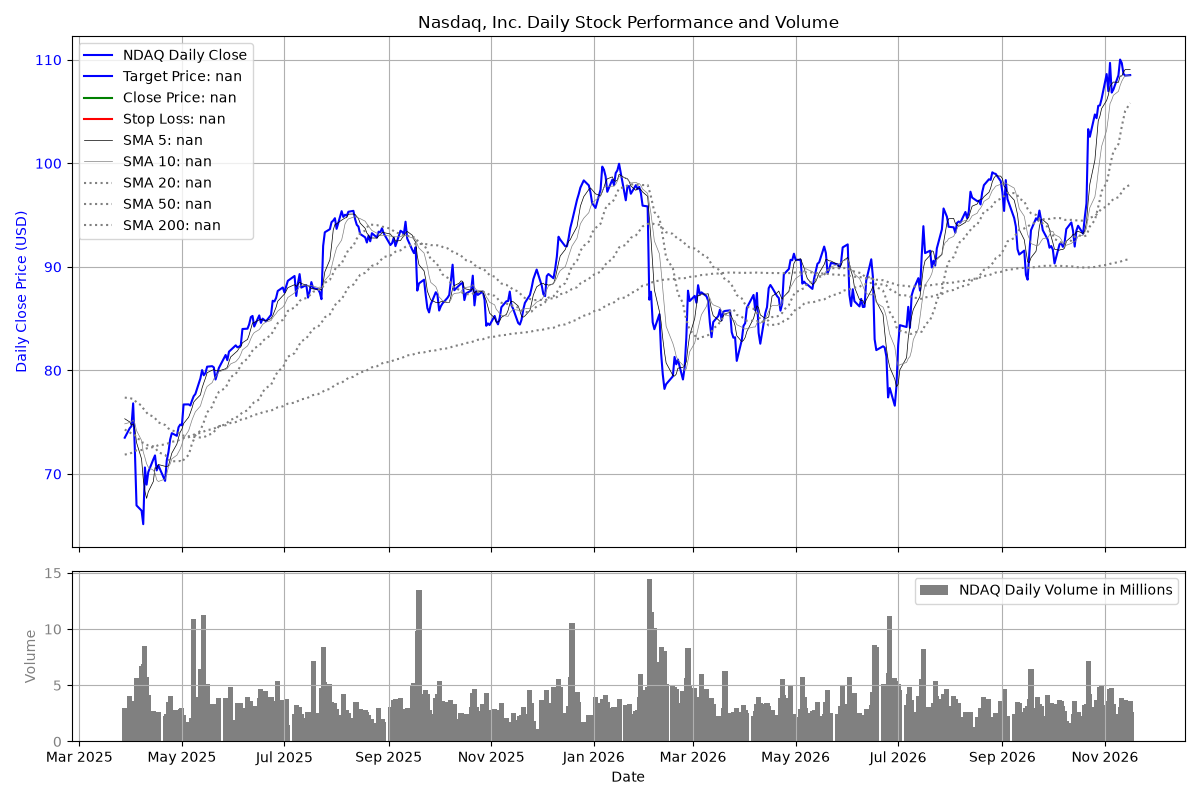 Nasdaq, Inc. Daily Stock Performance and Volume
NDAQ Daily Close
Target Price: nan
Close Price: nan
Stop Loss: nan
SMA 5: nan
SMA 10: nan
SMA 20: nan
SMA 50: nan
SMA 200: nan
Daily Close Price (USD)
110
100
90
80
70
NDAQ Daily Volume in Millions
Volume
15
10
5
0
Mar 2025 May 2025 Jul 2025 Sep 2025 Nov 2025 Jan 2026 Mar 2026 May 2026 Jul 2026 Sep 2026 Nov 2026
Date